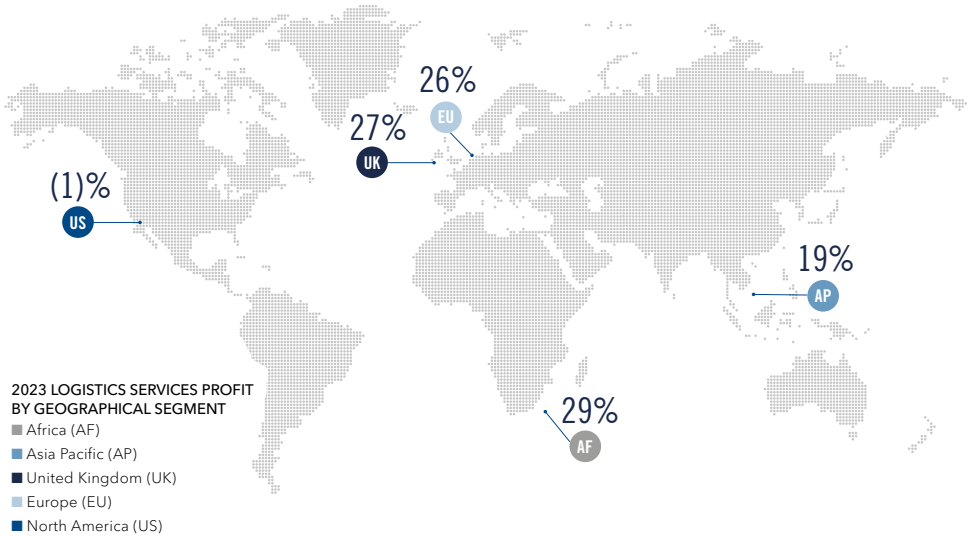 26%
EU
27%
UK
(1)%
US
19%
AP
29%
AF
2023 LOGISTICS SERVICES PROFIT
BY GEOGRAPHICAL SEGMENT
Africa (AF)
Asia Pacific (AP)
United Kingdom (UK)
Europe (EU)
North America (US)